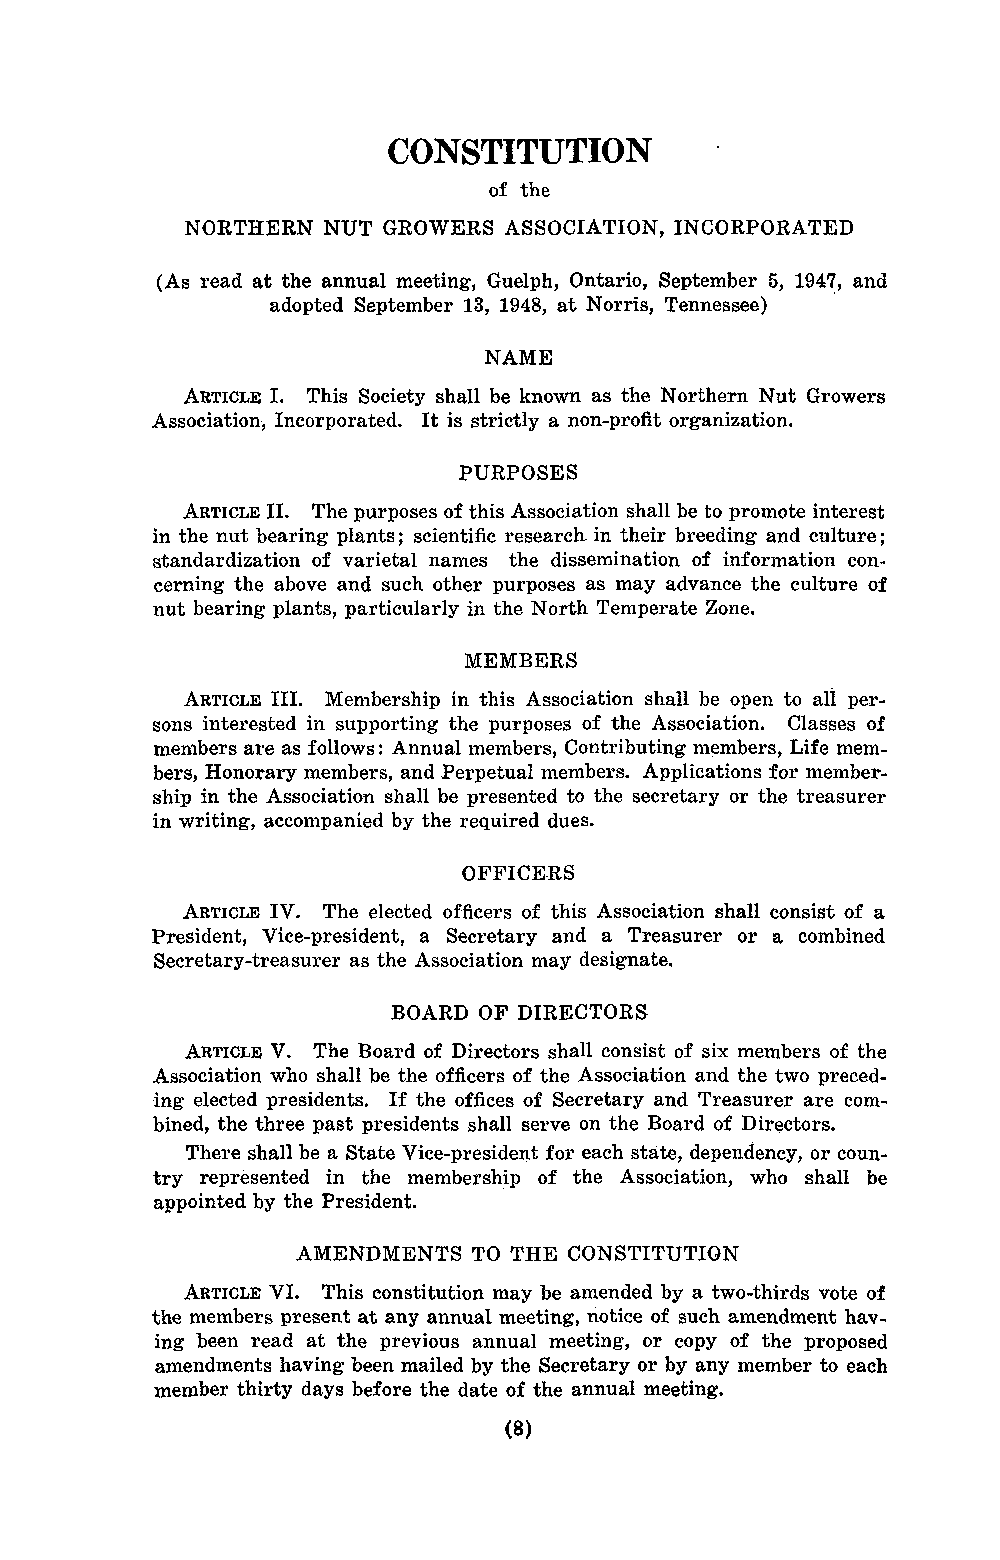 CONSTITUTION
of the
NORTHERN NUT GROWERS ASSOCIATION, INCORPORATED
(As read at the annual meeting, Guelph, Ontario, September 5, 1947, and
adopted September 13, 1948, at Norris, Tennessee)
NAME
ARTICLE I. This Society shall be known as the Northern Nut Growers
Association, Incorporated. It is strictly a non-profit organization.
PURPOSES
ARTICLE II. The purposes of this Association shall be to promote interest
in the nut bearing plants; scientific research in their breeding and culture;
standardization of varietal names the dissemination of information con-
cerning the above and such other purposes as may advance the culture of
nut bearing plants, particularly in the North Temperate Zone.
MEMBERS
ARTICLE III. Membership in this Association shall be open to all per-
sons interested in supporting the purposes of the Association. Classes of
members are as follows: Annual members, Contributing members, Life mem-
bers, Honorary members, and Perpetual members. Applications for member-
ship in the Association shall be presented to the secretary or the treasurer
in writing, accompanied by the required dues.
OFFICERS
ARTICLE IV. The elected officers of this Association shall consist of a
President, Vice-president, a Secretary and a Treasurer or a combined
Secretary-treasurer as the Association may designate.
BOARD OF DIRECTORS
ARTICLE V. The Board of Directors shall consist of six members of the
Association who shall be the officers of the Association and the two preced-
ing elected presidents. If the offices of Secretary and Treasurer are com-
bined, the three past presidents shall serve on the Board of Directors.
There shall be a State Vice-president for each state, dependency, or coun-
try represented in the membership of the Association, who shall be
appointed by the President.
AMENDMENTS TO THE CONSTITUTION
ARTICLE VI. This constitution may be amended by a two-thirds vote of
the members present at any annual meeting, notice of such amendment hav-
ing been read at the previous annual meeting, or copy of the proposed
amendments having been mailed by the Secretary or by any member to each
member thirty days before the date of the annual meeting.
(8)